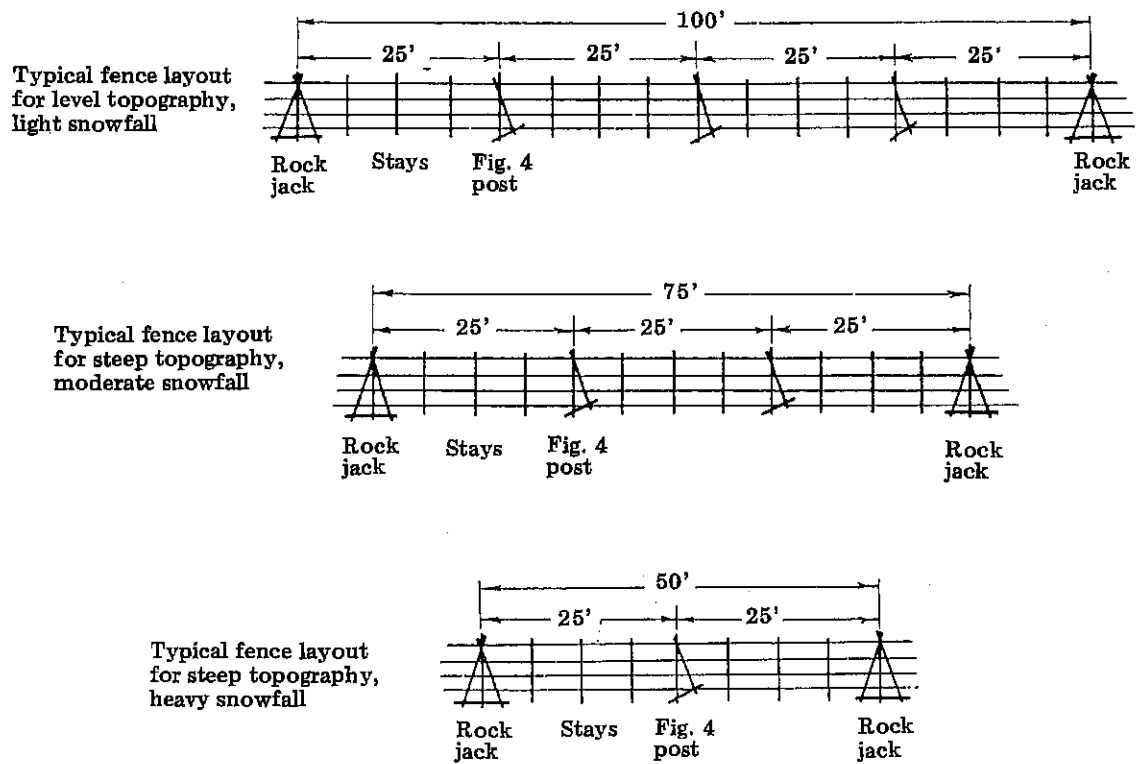 100'
25' 25' 25' 25'
Typical fence layout
for level topography,
light snowfall
Rock
jack
Stays
Fig. 4
post
Rock
jack
75'
25' 25' 25'
Typical fence layout
for steep topography,
moderate snowfall
Rock
jack
Stays
Fig. 4
post
Rock
jack
50'
25' 25'
Typical fence layout
for steep topography,
heavy snowfall
Rock
jack
Stays
Fig. 4
post
Rock
jack